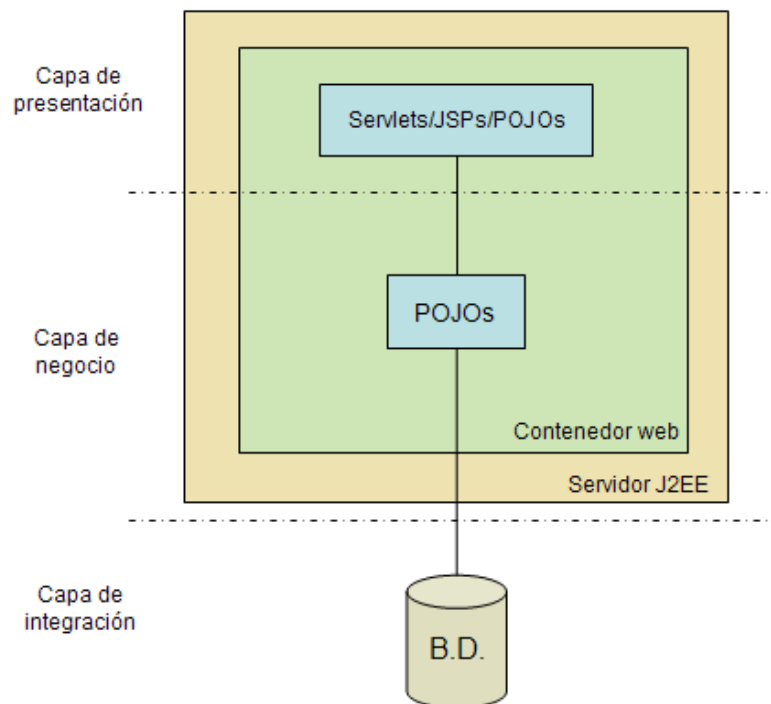 Capa de
presentación
Servlets/JSPs/POJOs
Capa de
negocio
POJOs
Contenedor web
Servidor J2EE
Capa de
integración
B.D.